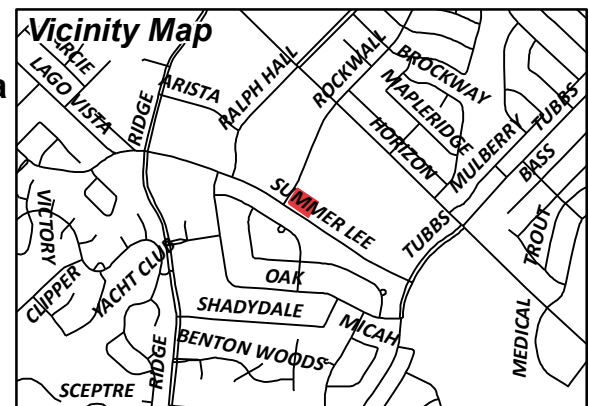 Vicinity Map
a
ARCIE
LAGO VISTA
RIDGE
ARISTA
RALPH HALL
ROCKWALL
BROCKWAY
MAPLERIDGE
HORIZON
MULBERRY
TUBBS
BASS
SUMMER LEE
TUBBS
TROUT
VICTORY
CLIPPER
YACHT CLUB
OAK
SHADYDALE
MICAH
BENTON WOODS
RIDGE
MEDICAL
SCEPTRE